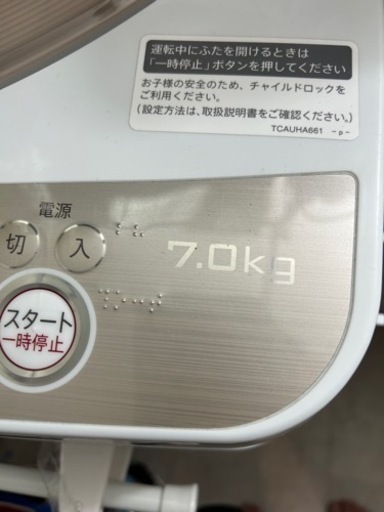 運転中にふたを開けるときは
「一時停止」ボタンを押してください
お子様の安全のため、チャイルドロックを
ご利用ください。
(設定方法は、取扱説明書をご確認ください。)
TCAUHA661 -p-
電源
切 入
7.0kg
スタート
一時停止